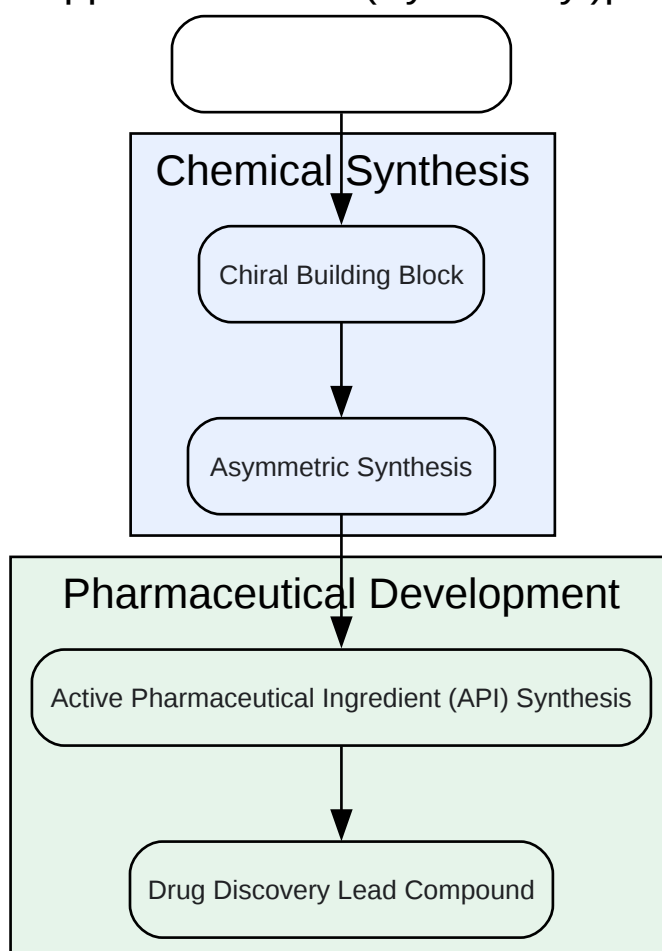 Chemical Synthesis
Chiral Building Block
Asymmetric Synthesis
Pharmaceutical Development
Active Pharmaceutical Ingredient (API) Synthesis
Drug Discovery Lead Compound